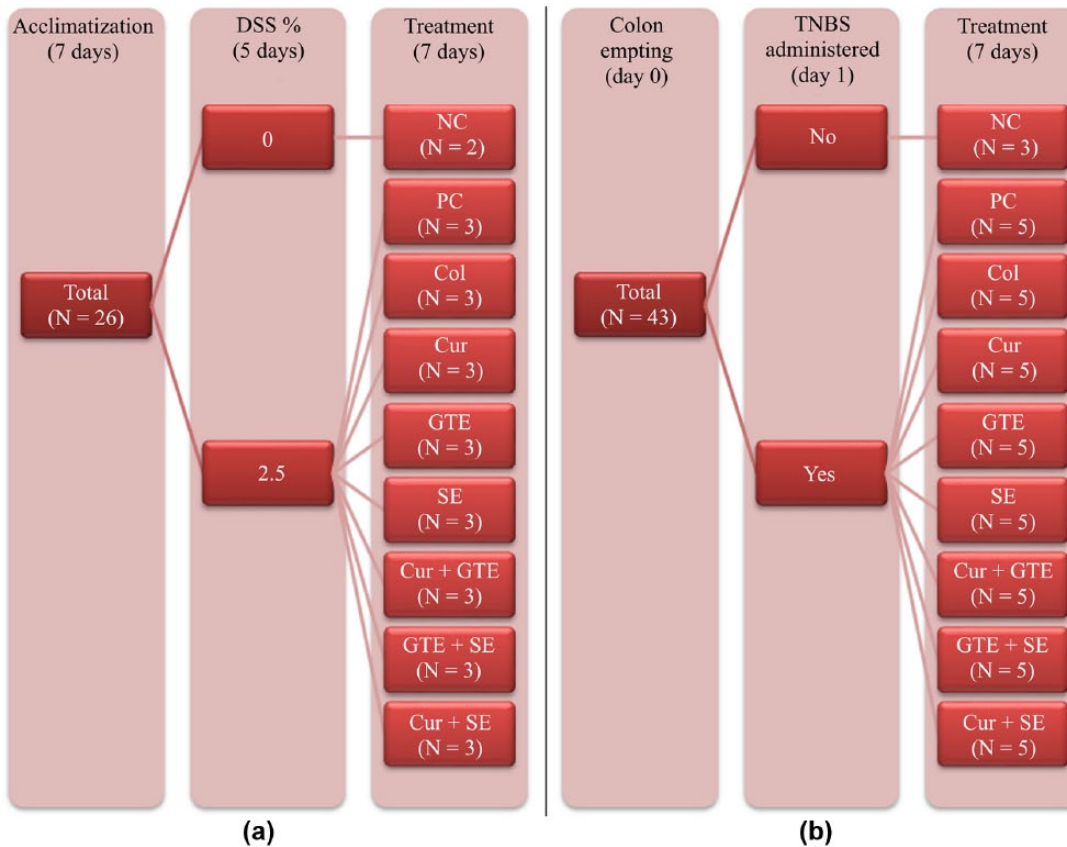 Acclimatization
(7 days)
DSS %
(5 days)
Treatment
(7 days)
Total
(N = 26)
0
2.5
NC
(N = 2)
PC
(N = 3)
Col
(N = 3)
Cur
(N = 3)
GTE
(N = 3)
SE
(N = 3)
Cur + GTE
(N = 3)
GTE + SE
(N = 3)
Cur + SE
(N = 3)
(a)
Colon
empting
(day 0)
TNBS
administered
(day 1)
Treatment
(7 days)
Total
(N = 43)
No
Yes
NC
(N = 3)
PC
(N = 5)
Col
(N = 5)
Cur
(N = 5)
GTE
(N = 5)
SE
(N = 5)
Cur + GTE
(N = 5)
GTE + SE
(N = 5)
Cur + SE
(N = 5)
(b)